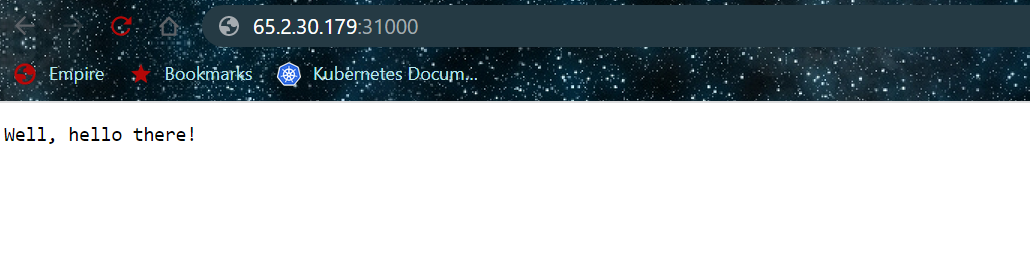 65.2.30.179:31000
Empire Bookmarks Kubernetes Docum...
Well, hello there!